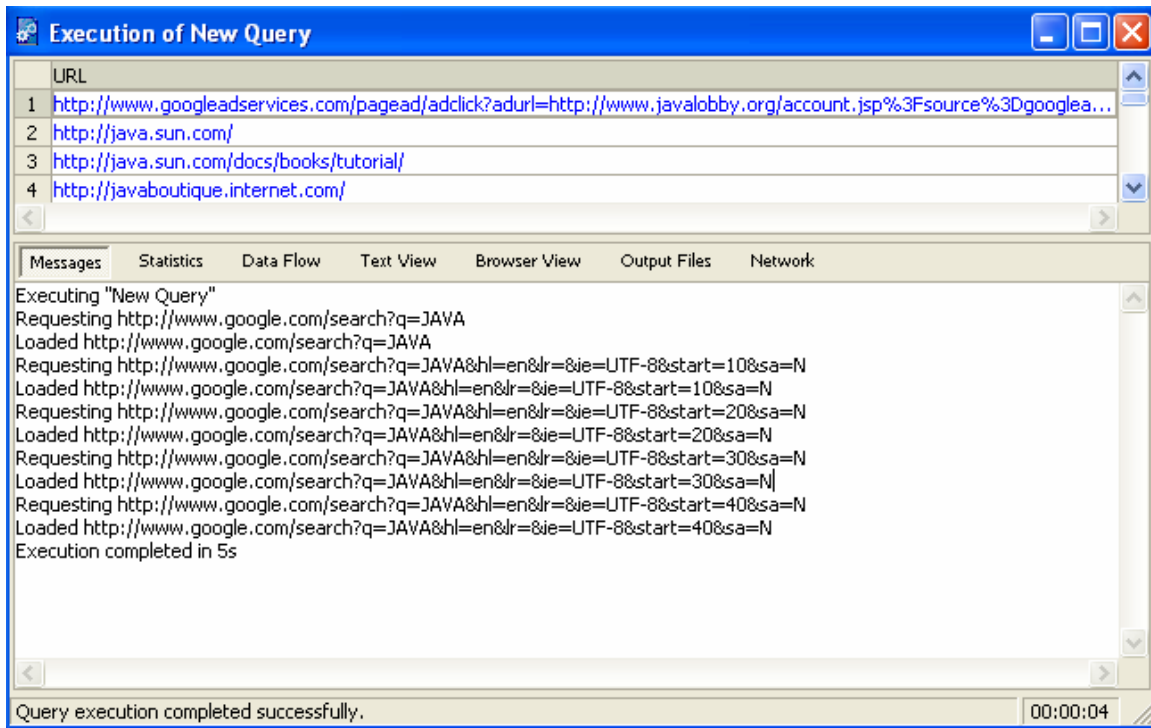 Execution of New Query
URL
1 http://www.googleadservices.com/pagead/adclick?adurl=http://www.javalobby.org/account.jsp%3Fsource%3Dgooglea...
2 http://java.sun.com/
3 http://java.sun.com/docs/books/tutorial/
4 http://javaboutique.internet.com/
Messages Statistics Data Flow Text View Browser View Output Files Network
Executing "New Query"
Requesting http://www.google.com/search?q=JAVA
Loaded http://www.google.com/search?q=JAVA
Requesting http://www.google.com/search?q=JAVA&hl=en&lr=&ie=UTF-8&start=10&sa=N
Loaded http://www.google.com/search?q=JAVA&hl=en&lr=&ie=UTF-8&start=10&sa=N
Requesting http://www.google.com/search?q=JAVA&hl=en&lr=&ie=UTF-8&start=20&sa=N
Loaded http://www.google.com/search?q=JAVA&hl=en&lr=&ie=UTF-8&start=20&sa=N
Requesting http://www.google.com/search?q=JAVA&hl=en&lr=&ie=UTF-8&start=30&sa=N
Loaded http://www.google.com/search?q=JAVA&hl=en&lr=&ie=UTF-8&start=30&sa=N
Requesting http://www.google.com/search?q=JAVA&hl=en&lr=&ie=UTF-8&start=40&sa=N
Loaded http://www.google.com/search?q=JAVA&hl=en&lr=&ie=UTF-8&start=40&sa=N
Execution completed in 5s
Query execution completed successfully. 00:00:04